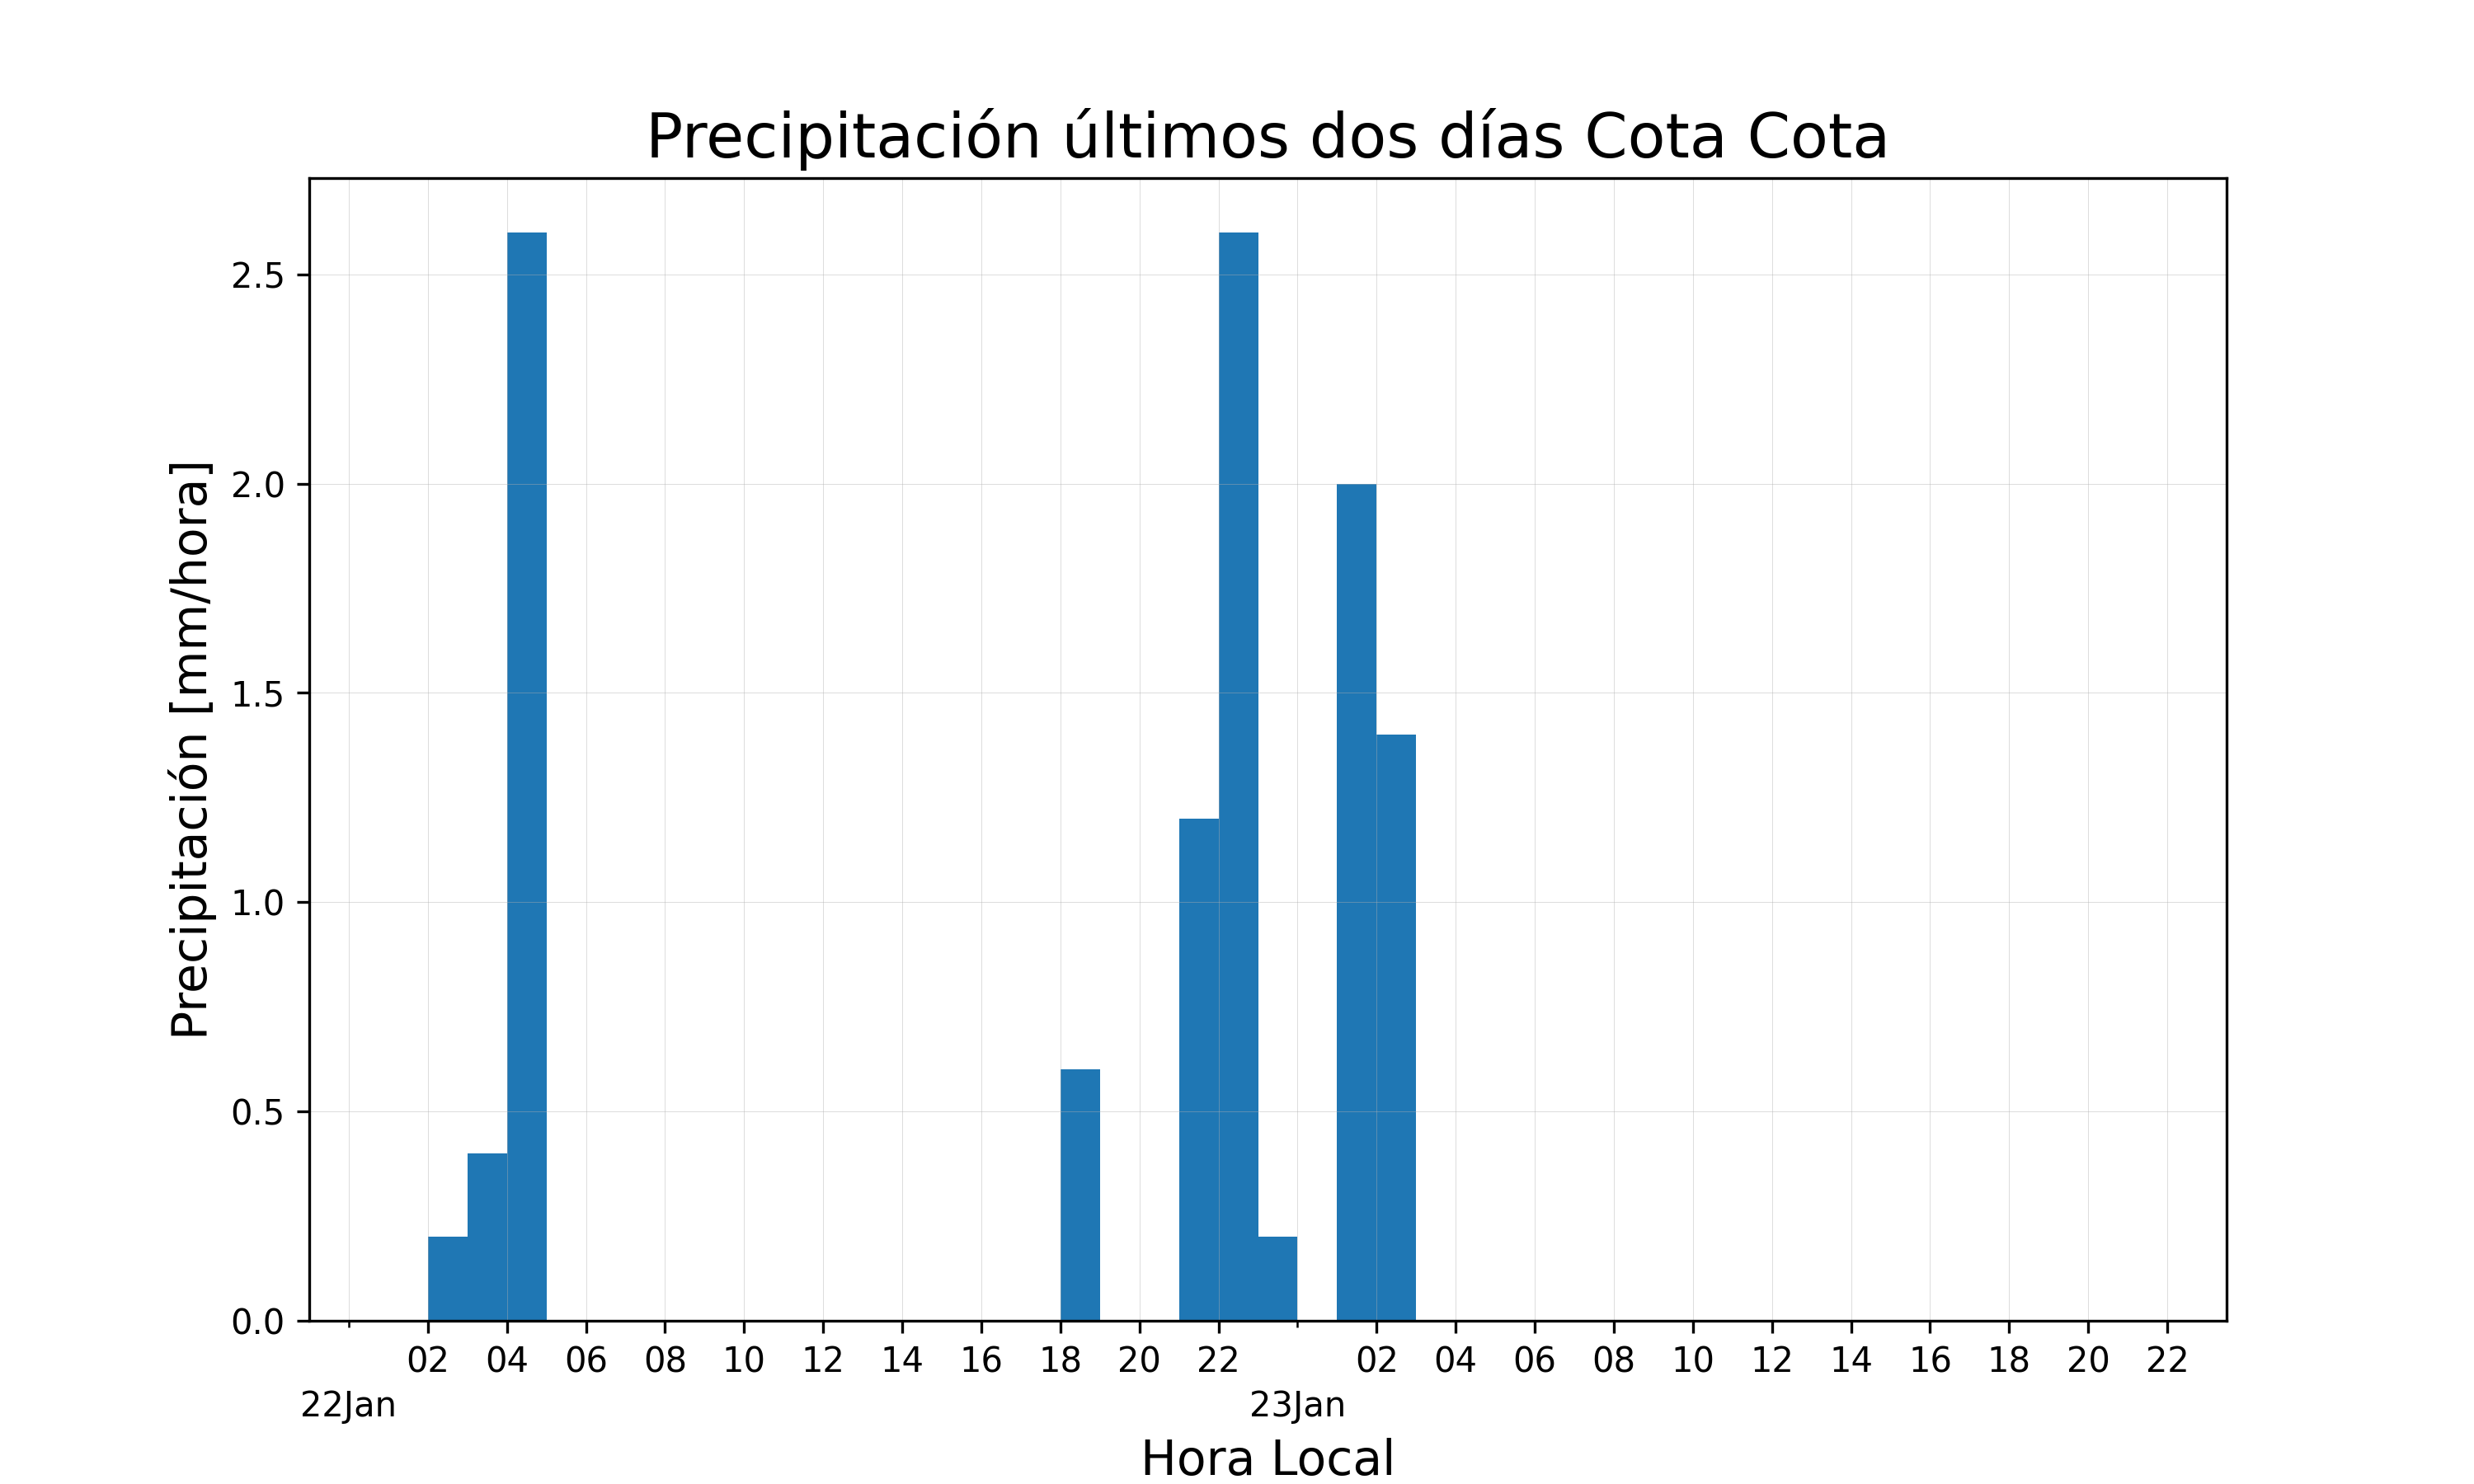 Precipitación últimos dos días Cota Cota
Precipitación [mm/hora]
2.5
2.0
1.5
1.0
0.5
0.0
02 04 06 08 10 12 14 16 18 20 22 02 04 06 08 10 12 14 16 18 20 22
22Jan 23Jan
Hora Local